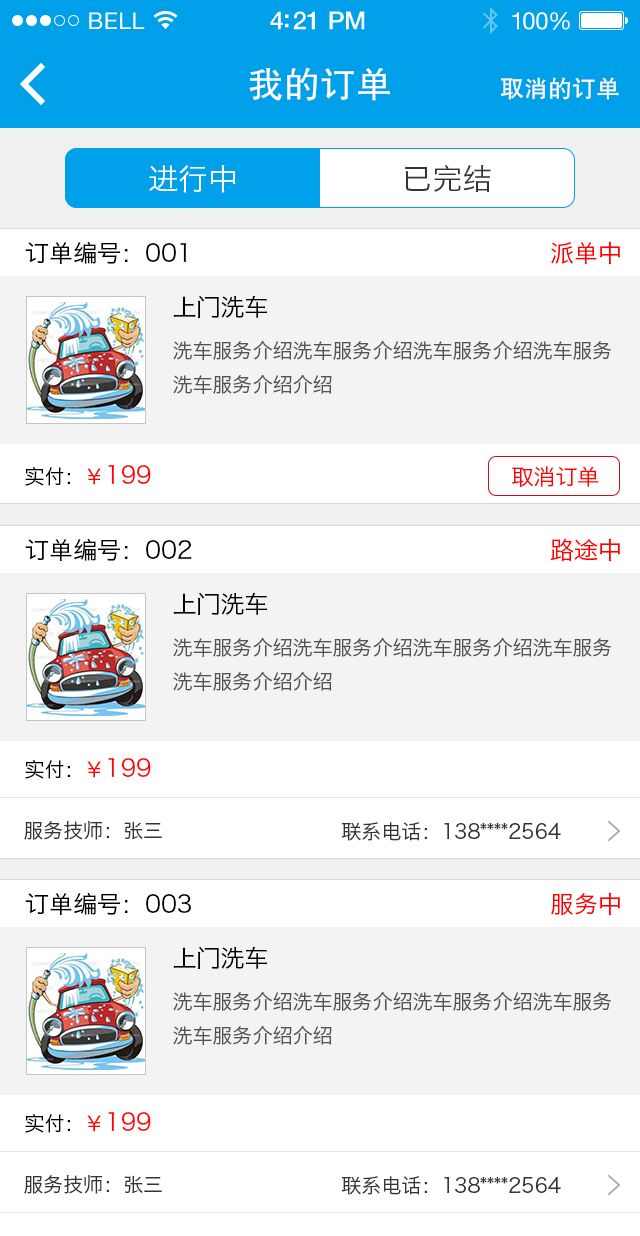 BELL 4:21 PM 100%
我的订单 取消的订单
进行中 已完结
订单编号：001 派单中
上门洗车
洗车服务介绍洗车服务介绍洗车服务介绍洗车服务
洗车服务介绍介绍
实付：￥199 取消订单
订单编号：002 路途中
上门洗车
洗车服务介绍洗车服务介绍洗车服务介绍洗车服务
洗车服务介绍介绍
实付：￥199
服务技师：张三 联系电话：138****2564
订单编号：003 服务中
上门洗车
洗车服务介绍洗车服务介绍洗车服务介绍洗车服务
洗车服务介绍介绍
实付：￥199
服务技师：张三 联系电话：138****2564